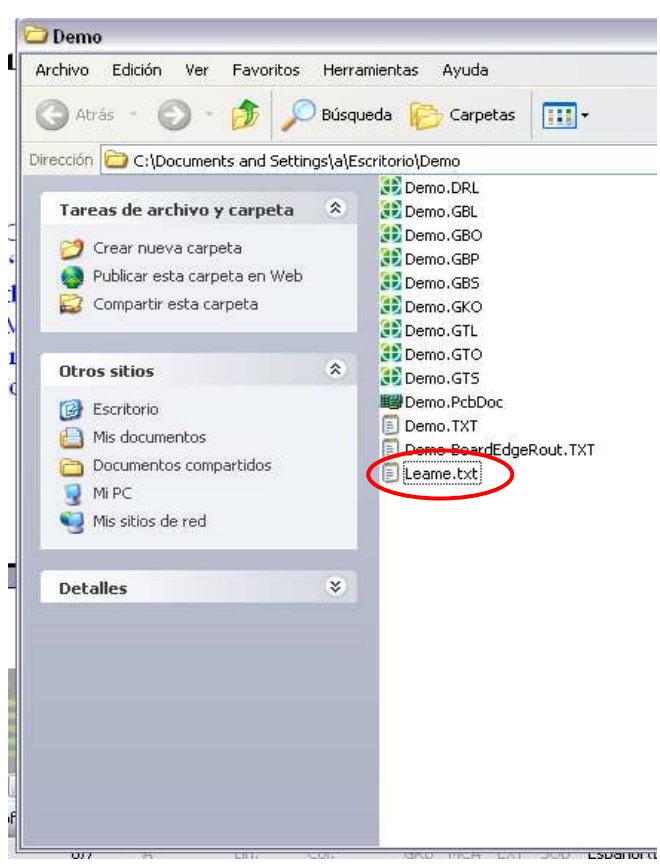 Demo
Archivo Edición Ver Favoritos Herramientas Ayuda
Atrás Búsqueda Carpetas
Dirección C:\Documents and Settings\a\Escritorio\Demo
Tareas de archivo y carpeta
Crear nueva carpeta
Publicar esta carpeta en Web
Compartir esta carpeta
Otros sitios
Escritorio
Mis documentos
Documentos compartidos
Mi PC
Mis sitios de red
Detalles
Demo.DRL
Demo.GBL
Demo.GBO
Demo.GBP
Demo.GBS
Demo.GKO
Demo.GTL
Demo.GTO
Demo.GTS
Demo.PcbDoc
Demo.TXT
Demo-BoardEdgeRout.TXT
Leame.txt